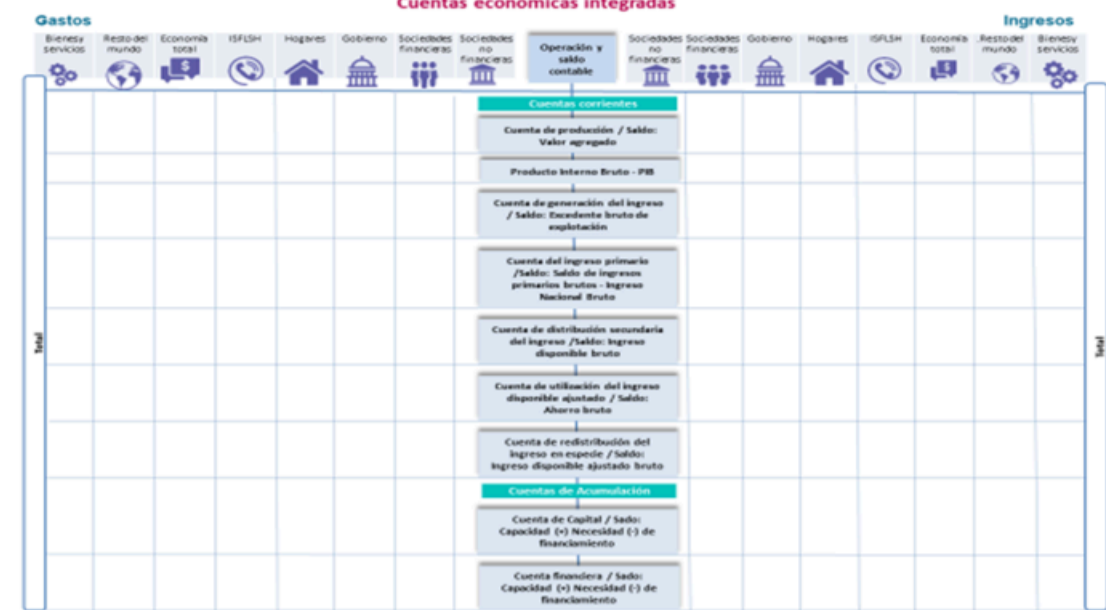 Cuentas económicas integradas
Gastos
Ingresos
Bienes y servicios
Resto del mundo
Economía total
ISFLSH
Hogares
Gobierno
Sociedades financieras
Sociedades no financieras
Operación y saldo contable
Sociedades no financieras
Sociedades financieras
Gobierno
Hogares
ISFLSH
Economía total
Resto del mundo
Bienes y servicios
Total
Cuentas corrientes
Cuenta de producción / Saldo:
Valor agregado
Producto Interno Bruto - PIB
Cuenta de generación del ingreso
/ Saldo: Excedente bruto de
explotación
Cuenta del ingreso primario
/Saldo: Saldo de ingresos
primarios brutos - Ingreso
Nacional Bruto
Cuenta de distribución secundaria
del ingreso /Saldo: Ingreso
disponible bruto
Cuenta de utilización del ingreso
disponible ajustado / Saldo:
Ahorro bruto
Cuenta de redistribución del
ingreso en especie / Saldo:
Ingreso disponible ajustado bruto
Cuentas de Acumulación
Cuenta de Capital / Sado:
Capacidad (+) Necesidad (-) de
financiamiento
Cuenta financiera / Sado:
Capacidad (+) Necesidad (-) de
financiamiento
Total